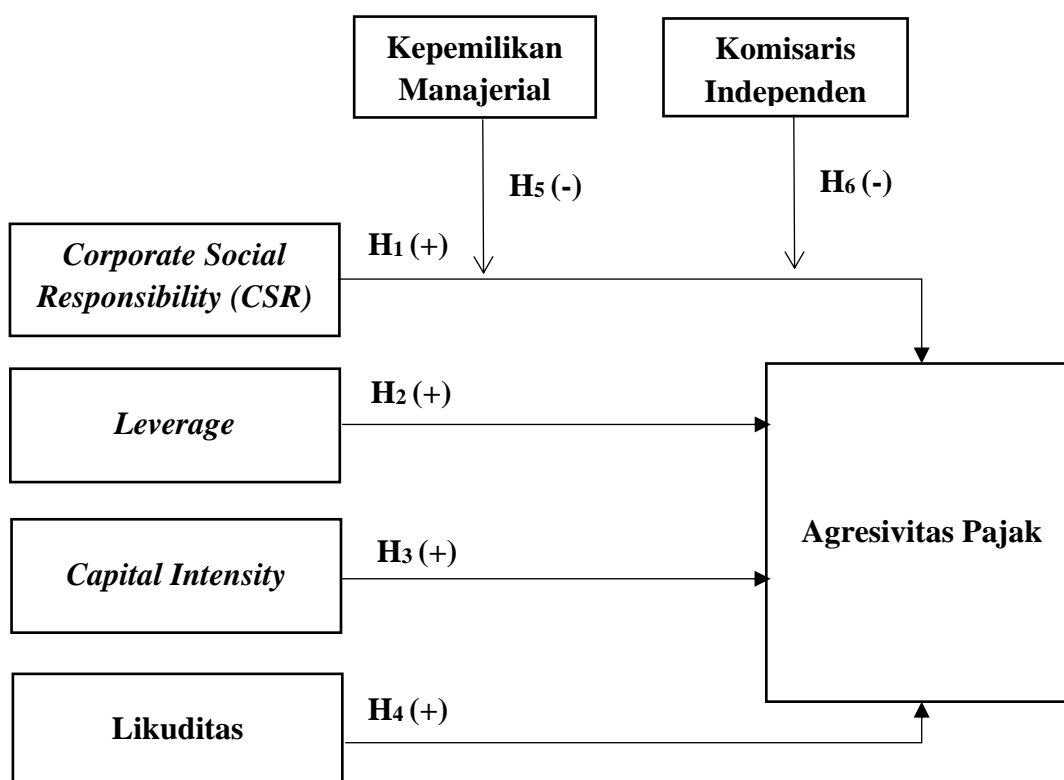 Kepemilikan
Manajerial
Komisaris
Independen
H5 (-)
H6 (-)
Corporate Social
Responsibility (CSR)
H1 (+)
Leverage
H2 (+)
Capital Intensity
H3 (+)
Likuditas
H4 (+)
Agresivitas Pajak